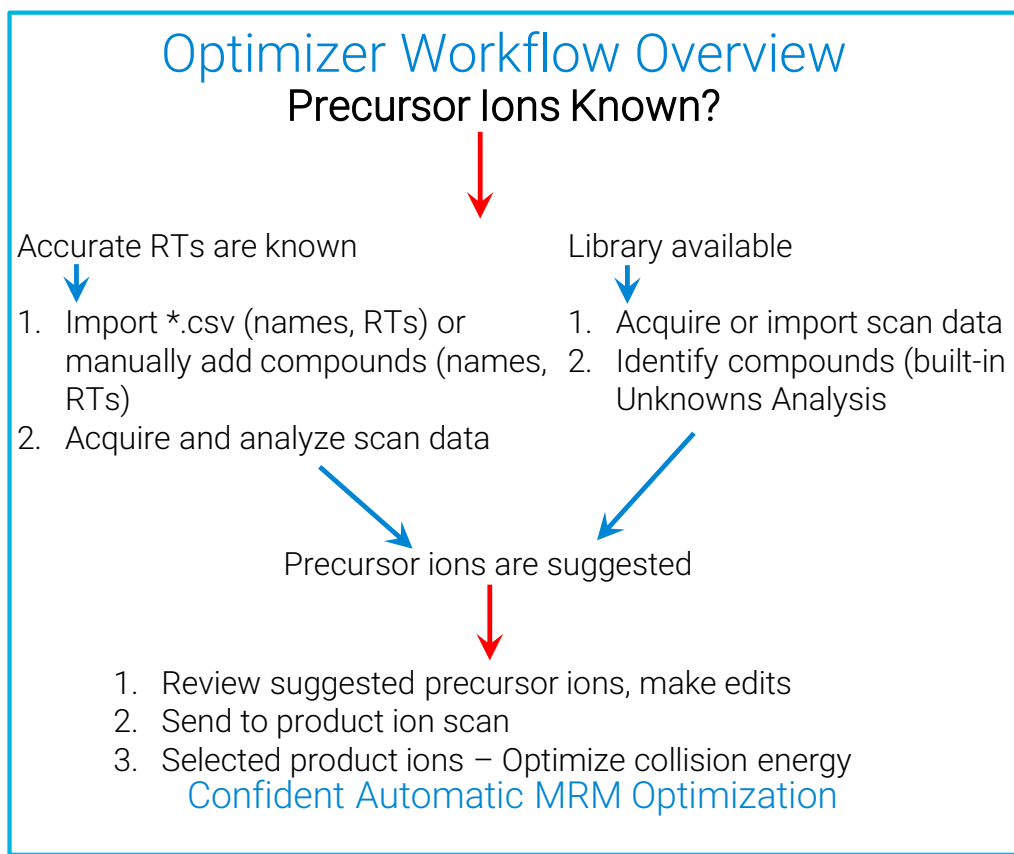 Optimizer Workflow Overview
Precursor Ions Known?
Accurate RTs are known
1. Import *.csv (names, RTs) or
manually add compounds (names,
RTs)
2. Acquire and analyze scan data
Library available
1. Acquire or import scan data
2. Identify compounds (built-in
Unknowns Analysis
Precursor ions are suggested
1. Review suggested precursor ions, make edits
2. Send to product ion scan
3. Selected product ions – Optimize collision energy
Confident Automatic MRM Optimization